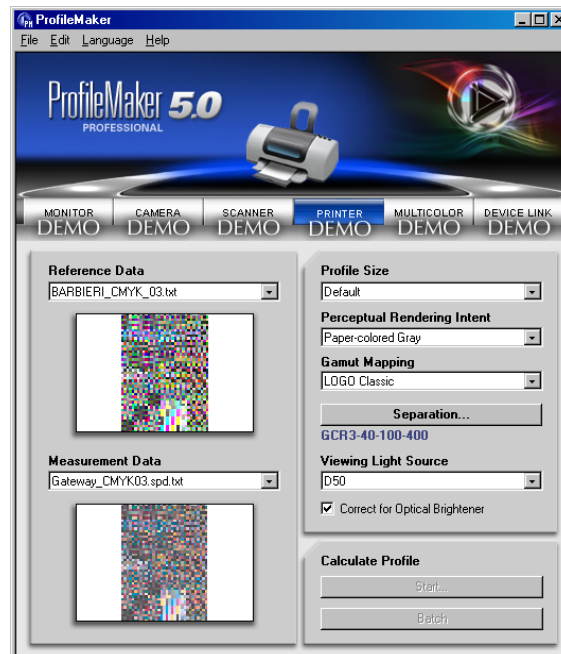 ProfileMaker
File Edit Language Help
ProfileMaker 5.0
PROFESSIONAL
MONITOR CAMERA SCANNER PRINTER MULTICOLOR DEVICE LINK
DEMO DEMO DEMO DEMO DEMO DEMO
Reference Data
BARBIERI_CMYK_03.txt
Measurement Data
Gateway_CMYK03.spd.txt
Profile Size
Default
Perceptual Rendering Intent
Paper-colored Gray
Gamut Mapping
LOGO Classic
Separation...
GCR3-40-100-400
Viewing Light Source
D50
Correct for Optical Brightener
Calculate Profile
Start...
Batch